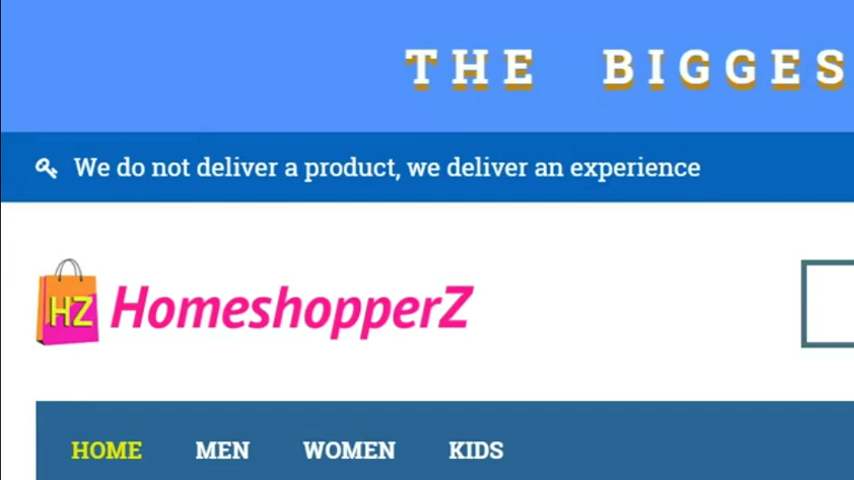 THE BIGGES
We do not deliver a product, we deliver an experience
HZ HomeshopperZ
HOME MEN WOMEN KIDS